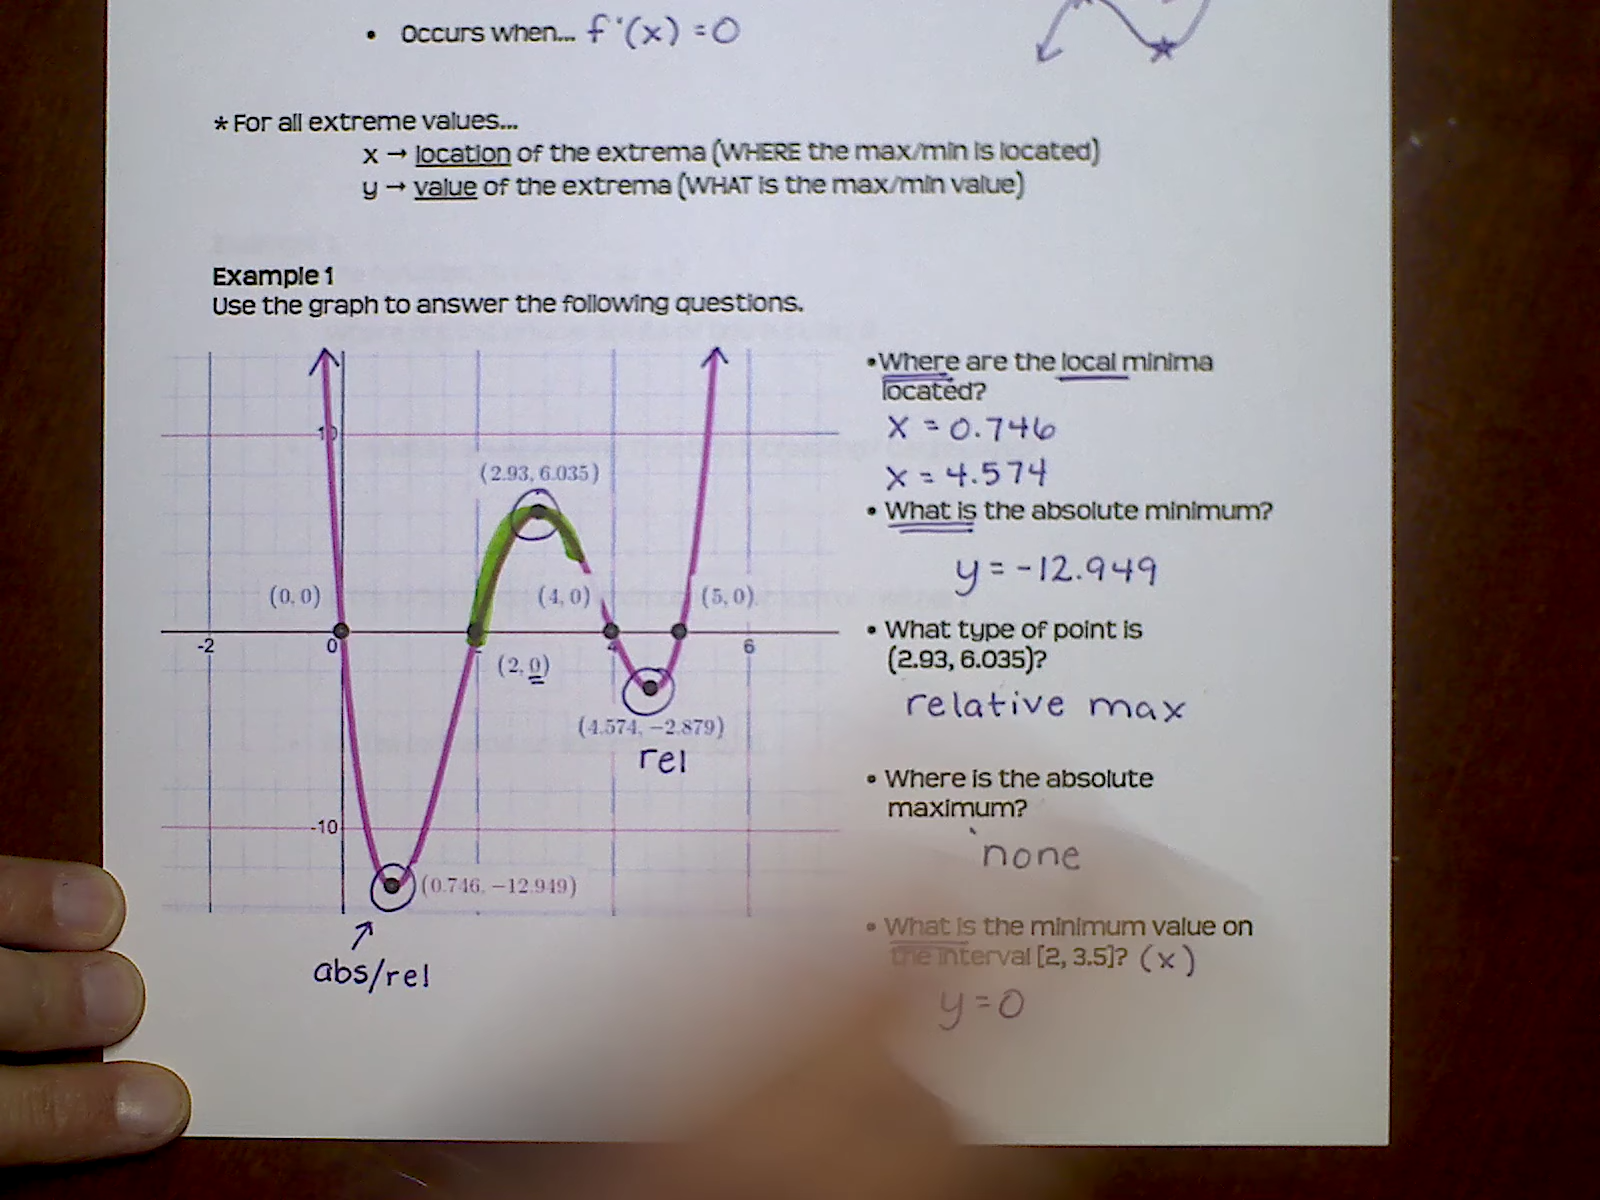 • Occurs when... f'(x) = 0
* For all extreme values...
x → location of the extrema (WHERE the max/min is located)
y → value of the extrema (WHAT is the max/min value)
Example 1
Use the graph to answer the following questions.
10
(2.93, 6.035)
(0, 0)
(4, 0)
(5, 0)
-2
0
4
6
(2, 0)
(4.574, −2.879)
rel
-10
(0.746, −12.949)
abs/rel
• Where are the local minima
located?
x = 0.746
x = 4.574
• What is the absolute minimum?
y = -12.949
• What type of point is
(2.93, 6.035)?
relative max
• Where is the absolute
maximum?
none
• What is the minimum value on
the interval [2, 3.5]? (x)
y = 0